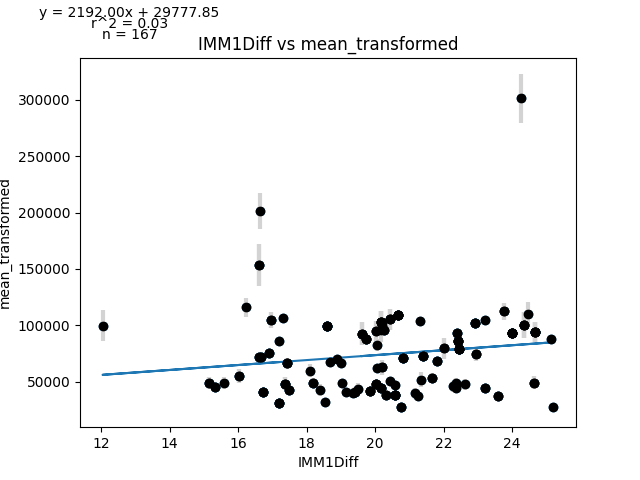 y = 2192.00x + 29777.85
r^2 = 0.03
n = 167
IMM1Diff vs mean_transformed
300000
250000
200000
150000
100000
50000
mean_transformed
12 14 16 18 20 22 24
IMM1Diff